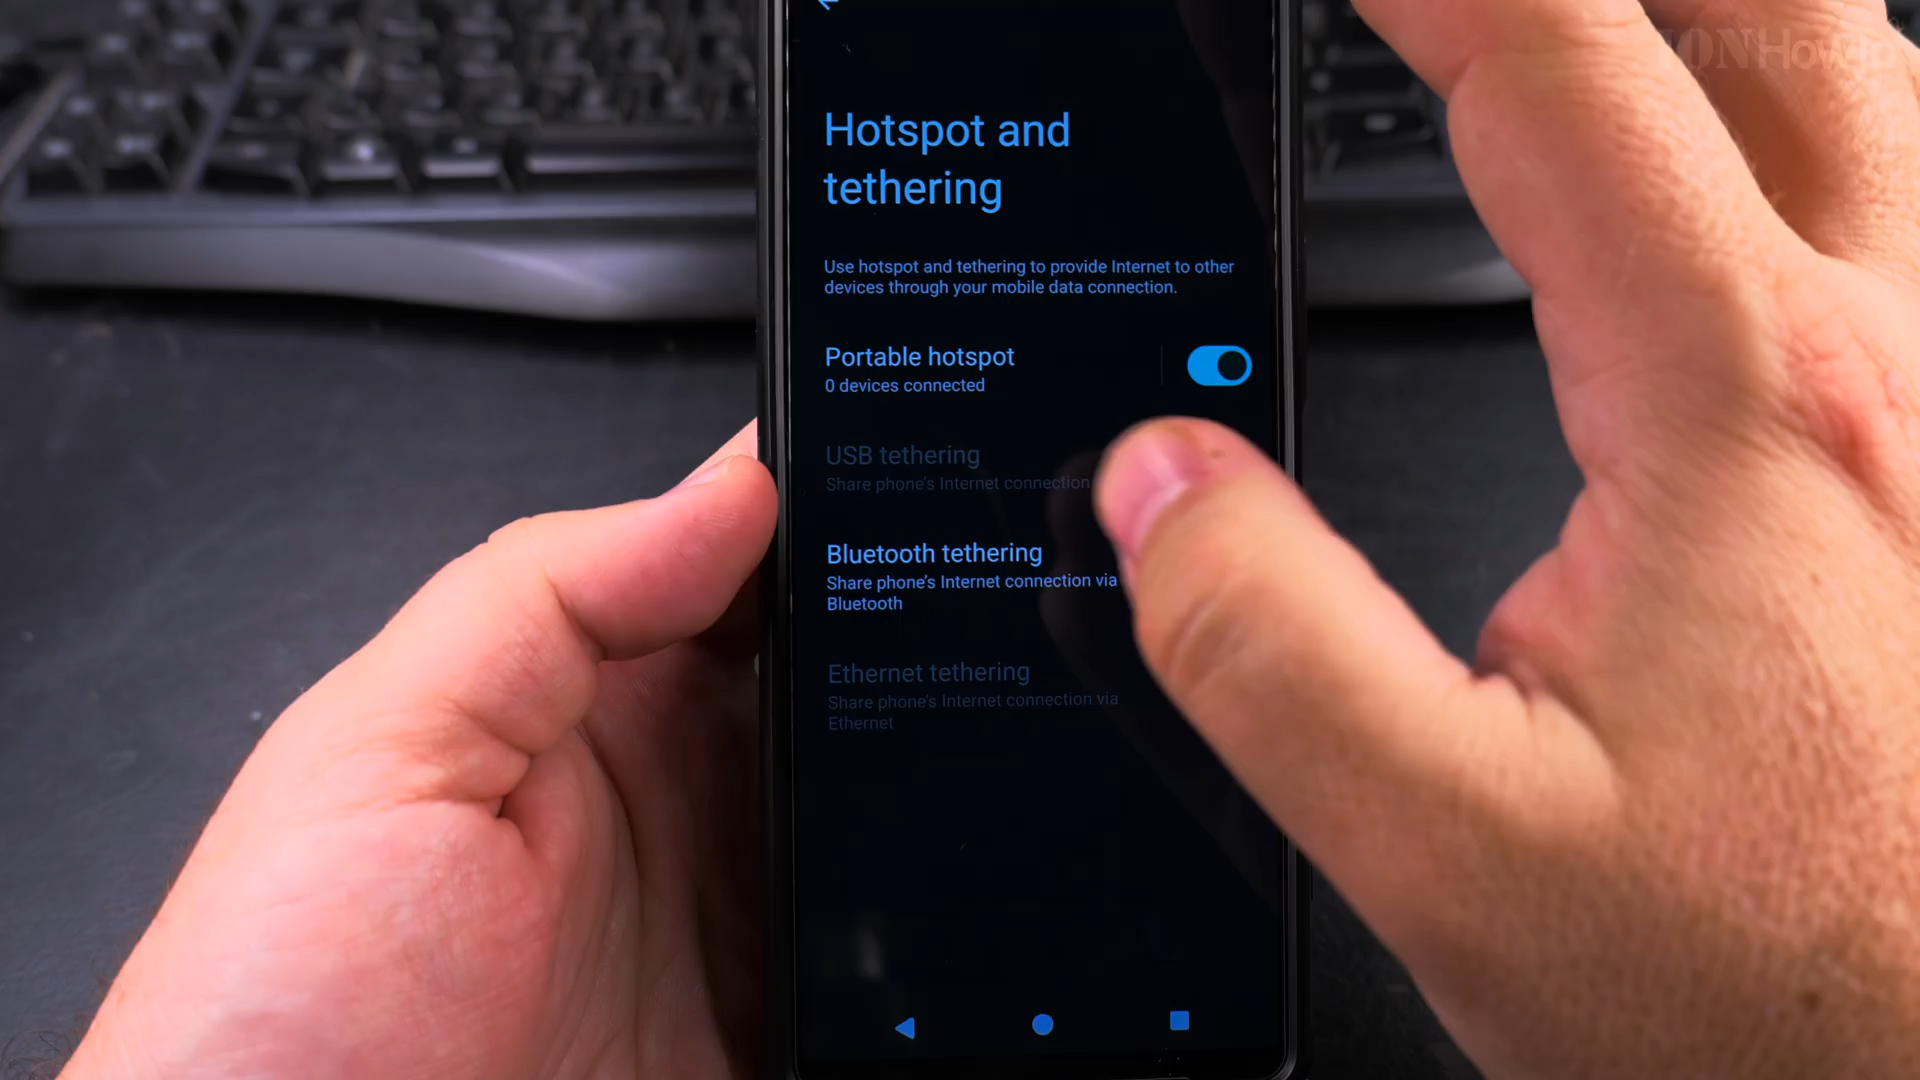 IONHowTo
Hotspot and
tethering
Use hotspot and tethering to provide Internet to other
devices through your mobile data connection.
Portable hotspot
0 devices connected
USB tethering
Share phone's Internet connection
Bluetooth tethering
Share phone's Internet connection via
Bluetooth
Ethernet tethering
Share phone's Internet connection via
Ethernet